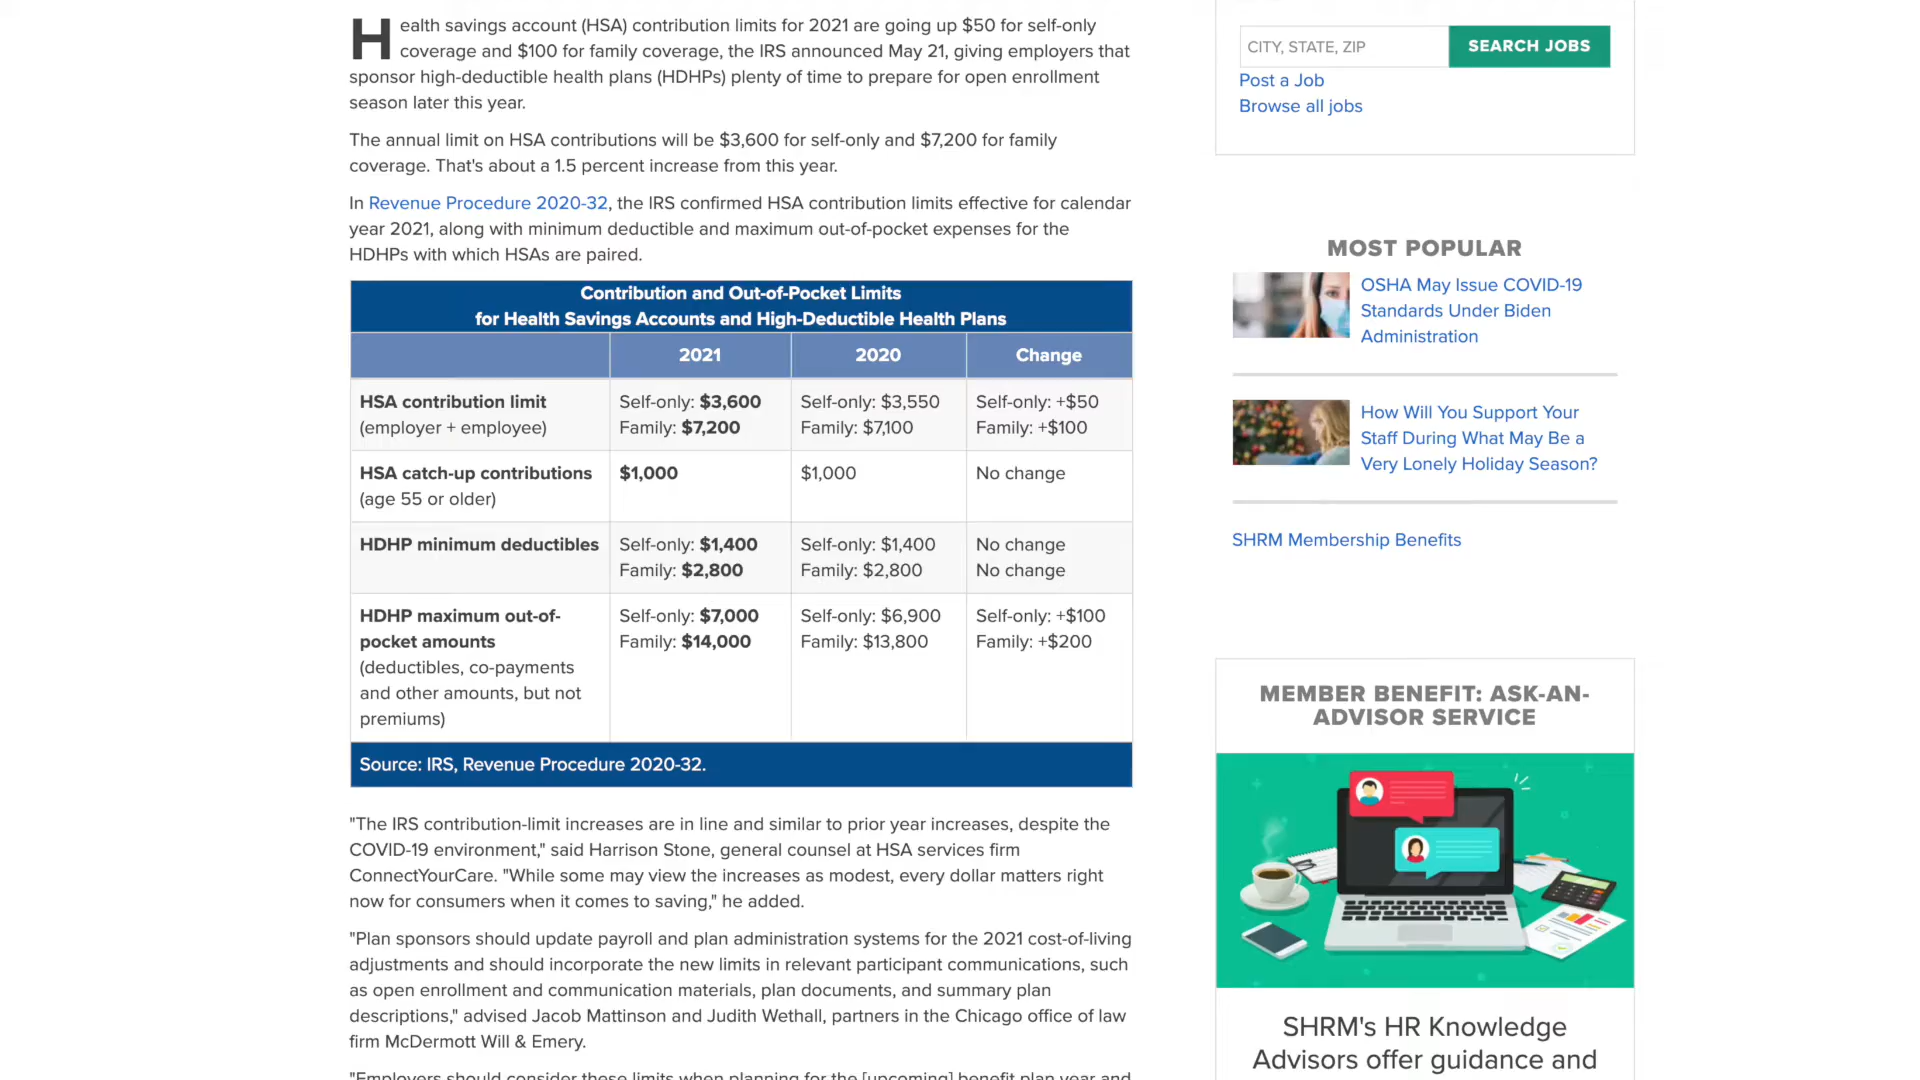 Health savings account (HSA) contribution limits for 2021 are going up $50 for self-only
coverage and $100 for family coverage, the IRS announced May 21, giving employers that
sponsor high-deductible health plans (HDHPs) plenty of time to prepare for open enrollment
season later this year.
The annual limit on HSA contributions will be $3,600 for self-only and $7,200 for family
coverage. That's about a 1.5 percent increase from this year.
In Revenue Procedure 2020-32, the IRS confirmed HSA contribution limits effective for calendar
year 2021, along with minimum deductible and maximum out-of-pocket expenses for the
HDHPs with which HSAs are paired.
Contribution and Out-of-Pocket Limits
for Health Savings Accounts and High-Deductible Health Plans
2021 2020 Change
HSA contribution limit Self-only: $3,600 Self-only: $3,550 Self-only: +$50
(employer + employee) Family: $7,200 Family: $7,100 Family: +$100
HSA catch-up contributions $1,000 $1,000 No change
(age 55 or older)
HDHP minimum deductibles Self-only: $1,400 Self-only: $1,400 No change
Family: $2,800 Family: $2,800 No change
HDHP maximum out-of- Self-only: $7,000 Self-only: $6,900 Self-only: +$100
pocket amounts Family: $14,000 Family: $13,800 Family: +$200
(deductibles, co-payments
and other amounts, but not
premiums)
Source: IRS, Revenue Procedure 2020-32.
"The IRS contribution-limit increases are in line and similar to prior year increases, despite the
COVID-19 environment," said Harrison Stone, general counsel at HSA services firm
ConnectYourCare. "While some may view the increases as modest, every dollar matters right
now for consumers when it comes to saving," he added.
"Plan sponsors should update payroll and plan administration systems for the 2021 cost-of-living
adjustments and should incorporate the new limits in relevant participant communications, such
as open enrollment and communication materials, plan documents, and summary plan
descriptions," advised Jacob Mattinson and Judith Wethall, partners in the Chicago office of law
firm McDermott Will & Emery.
"Employers should consider these limits when planning for the [upcoming] benefit plan year and
CITY, STATE, ZIP SEARCH JOBS
Post a Job
Browse all jobs
MOST POPULAR
OSHA May Issue COVID-19
Standards Under Biden
Administration
How Will You Support Your
Staff During What May Be a
Very Lonely Holiday Season?
SHRM Membership Benefits
MEMBER BENEFIT: ASK-AN-
ADVISOR SERVICE
SHRM's HR Knowledge
Advisors offer guidance and